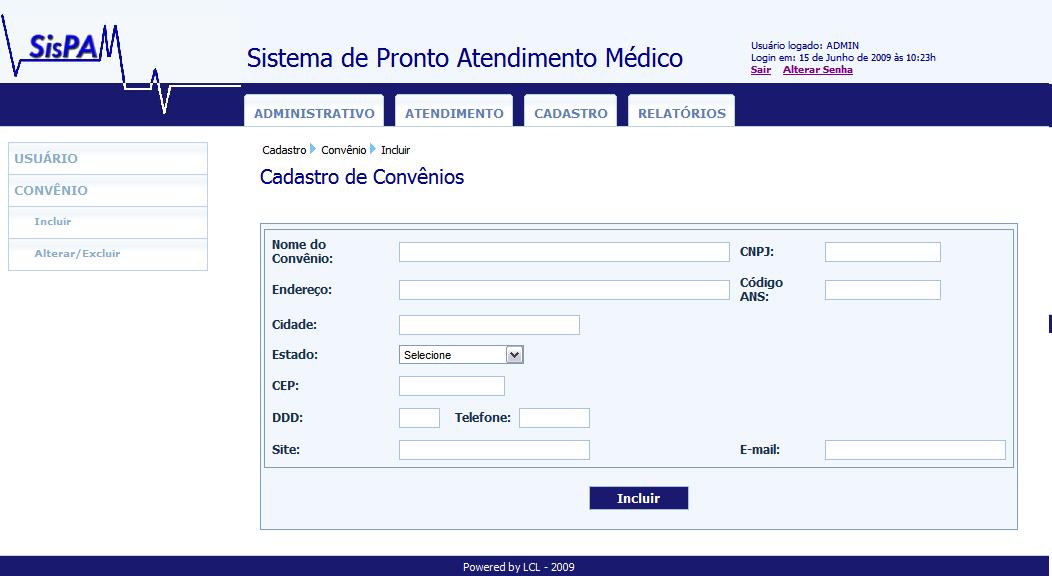 SisPA
Sistema de Pronto Atendimento Médico
Usuário logado: ADMIN
Login em: 15 de Junho de 2009 às 10:23h
Sair Alterar Senha
ADMINISTRATIVO ATENDIMENTO CADASTRO RELATÓRIOS
USUÁRIO
CONVÊNIO
Incluir
Alterar/Excluir
Cadastro Convênio Incluir
Cadastro de Convênios
Nome do
Convênio:
CNPJ:
Endereço:
Código
ANS:
Cidade:
Estado: Selecione
CEP:
DDD: Telefone:
Site: E-mail:
Incluir
Powered by LCL - 2009